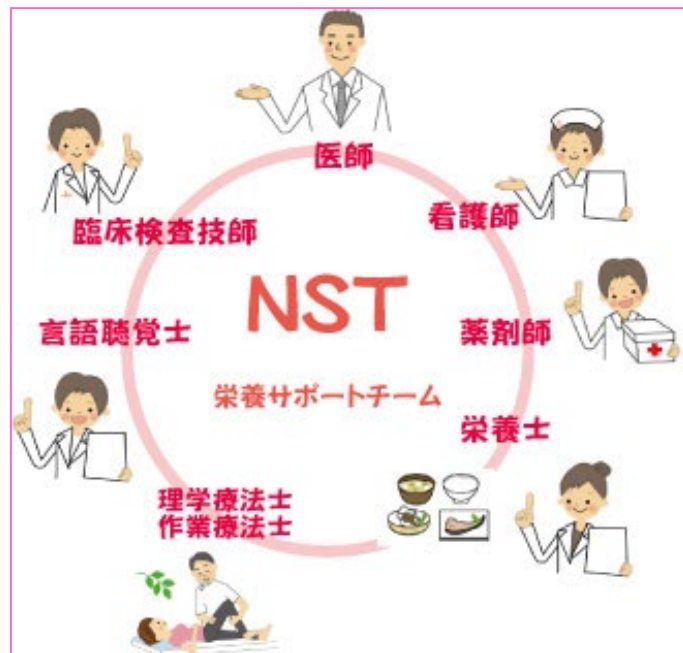 医師
看護師
臨床検査技師
NST
言語聴覚士
薬剤師
栄養サポートチーム
栄養士
理学療法士
作業療法士